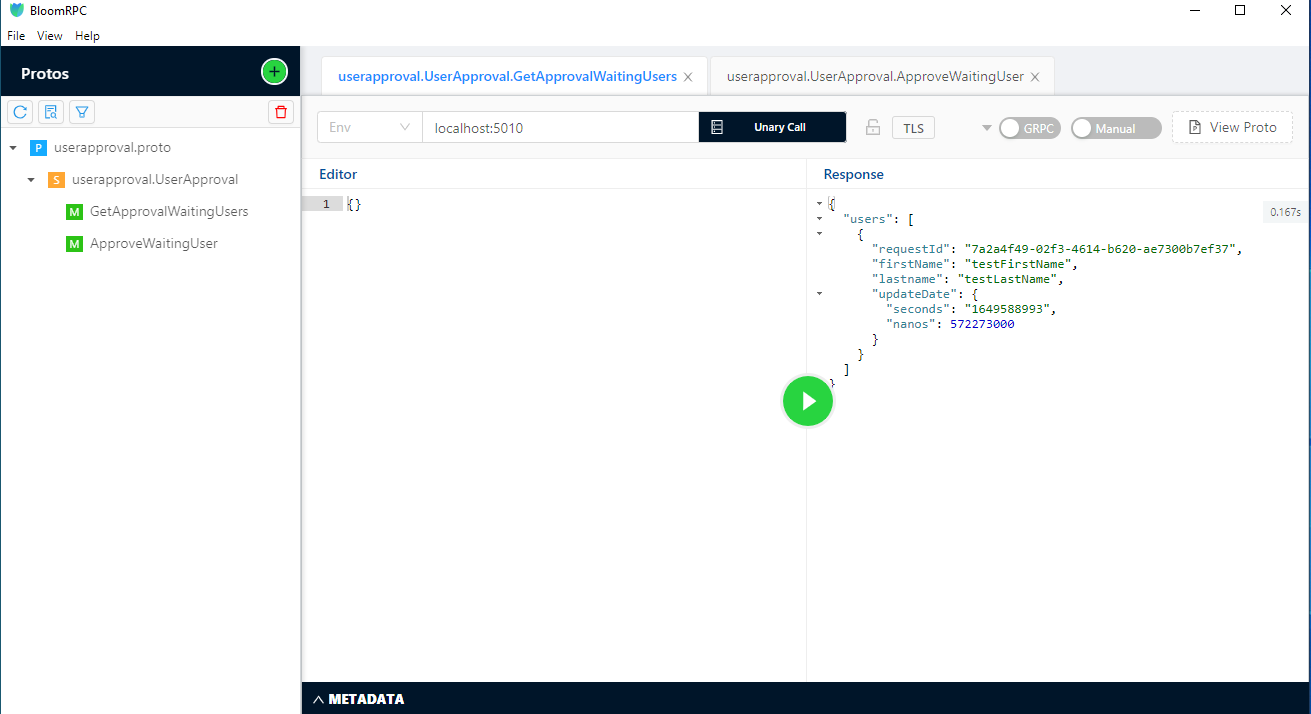 BloomRPC
File View Help
Protos
userapproval.UserApproval.GetApprovalWaitingUsers
userapproval.UserApproval.ApproveWaitingUser
Env
localhost:5010
Unary Call
TLS
GRPC
Manual
View Proto
P userapproval.proto
S userapproval.UserApproval
M GetApprovalWaitingUsers
M ApproveWaitingUser
Editor
1 {}
Response
0.167s
{
"users": [
{
"requestId": "7a2a4f49-02f3-4614-b620-ae7300b7ef37",
"firstName": "testFirstName",
"lastname": "testLastName",
"updateDate": {
"seconds": "1649588993",
"nanos": 572273000
}
}
]
}
METADATA